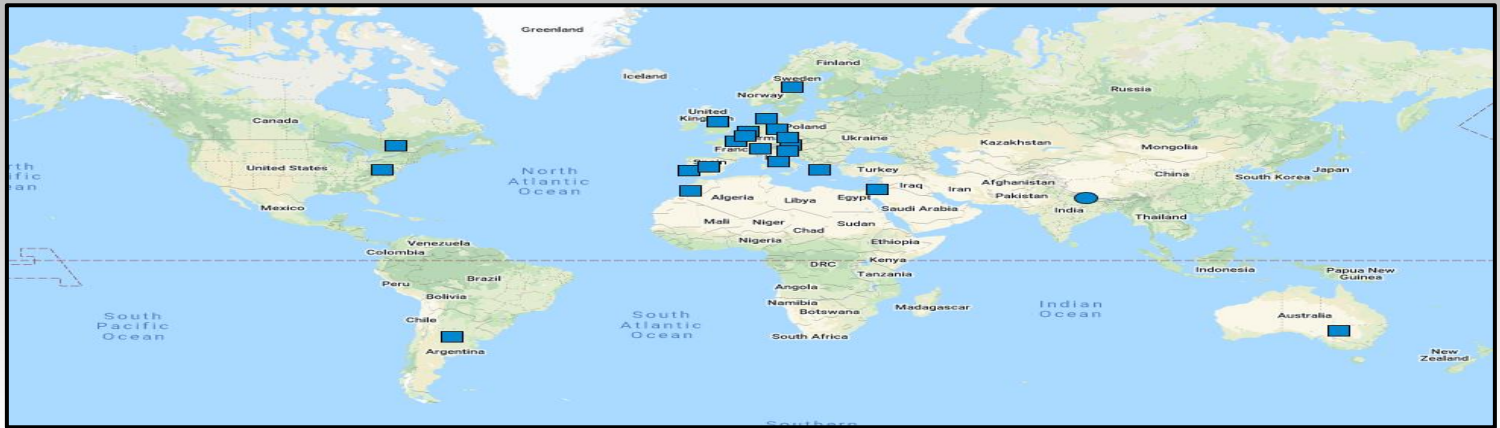 Greenland
Iceland
Finland
Sweden
Norway
Russia
United
Canada
Poland
Ukraine
Kazakhstan
Mongolia
United States
North
Atlantic
Ocean
Turkey
China
Japan
South Korea
Afghanistan
Iraq
Iran
Pakistan
Algeria
Libya
Egypt
Saudi Arabia
India
Thailand
Mexico
Mali
Niger
Chad
Sudan
Nigeria
Ethiopia
Venezuela
Colombia
DRC
Kenya
Tanzania
Indonesia
Papua New
Guinea
Peru
Brazil
Bolivia
Angola
Namibia
Botswana
Madagascar
Indian
Ocean
South
Pacific
Ocean
Chile
South
Atlantic
Ocean
South Africa
Australia
Argentina
New
Zealand